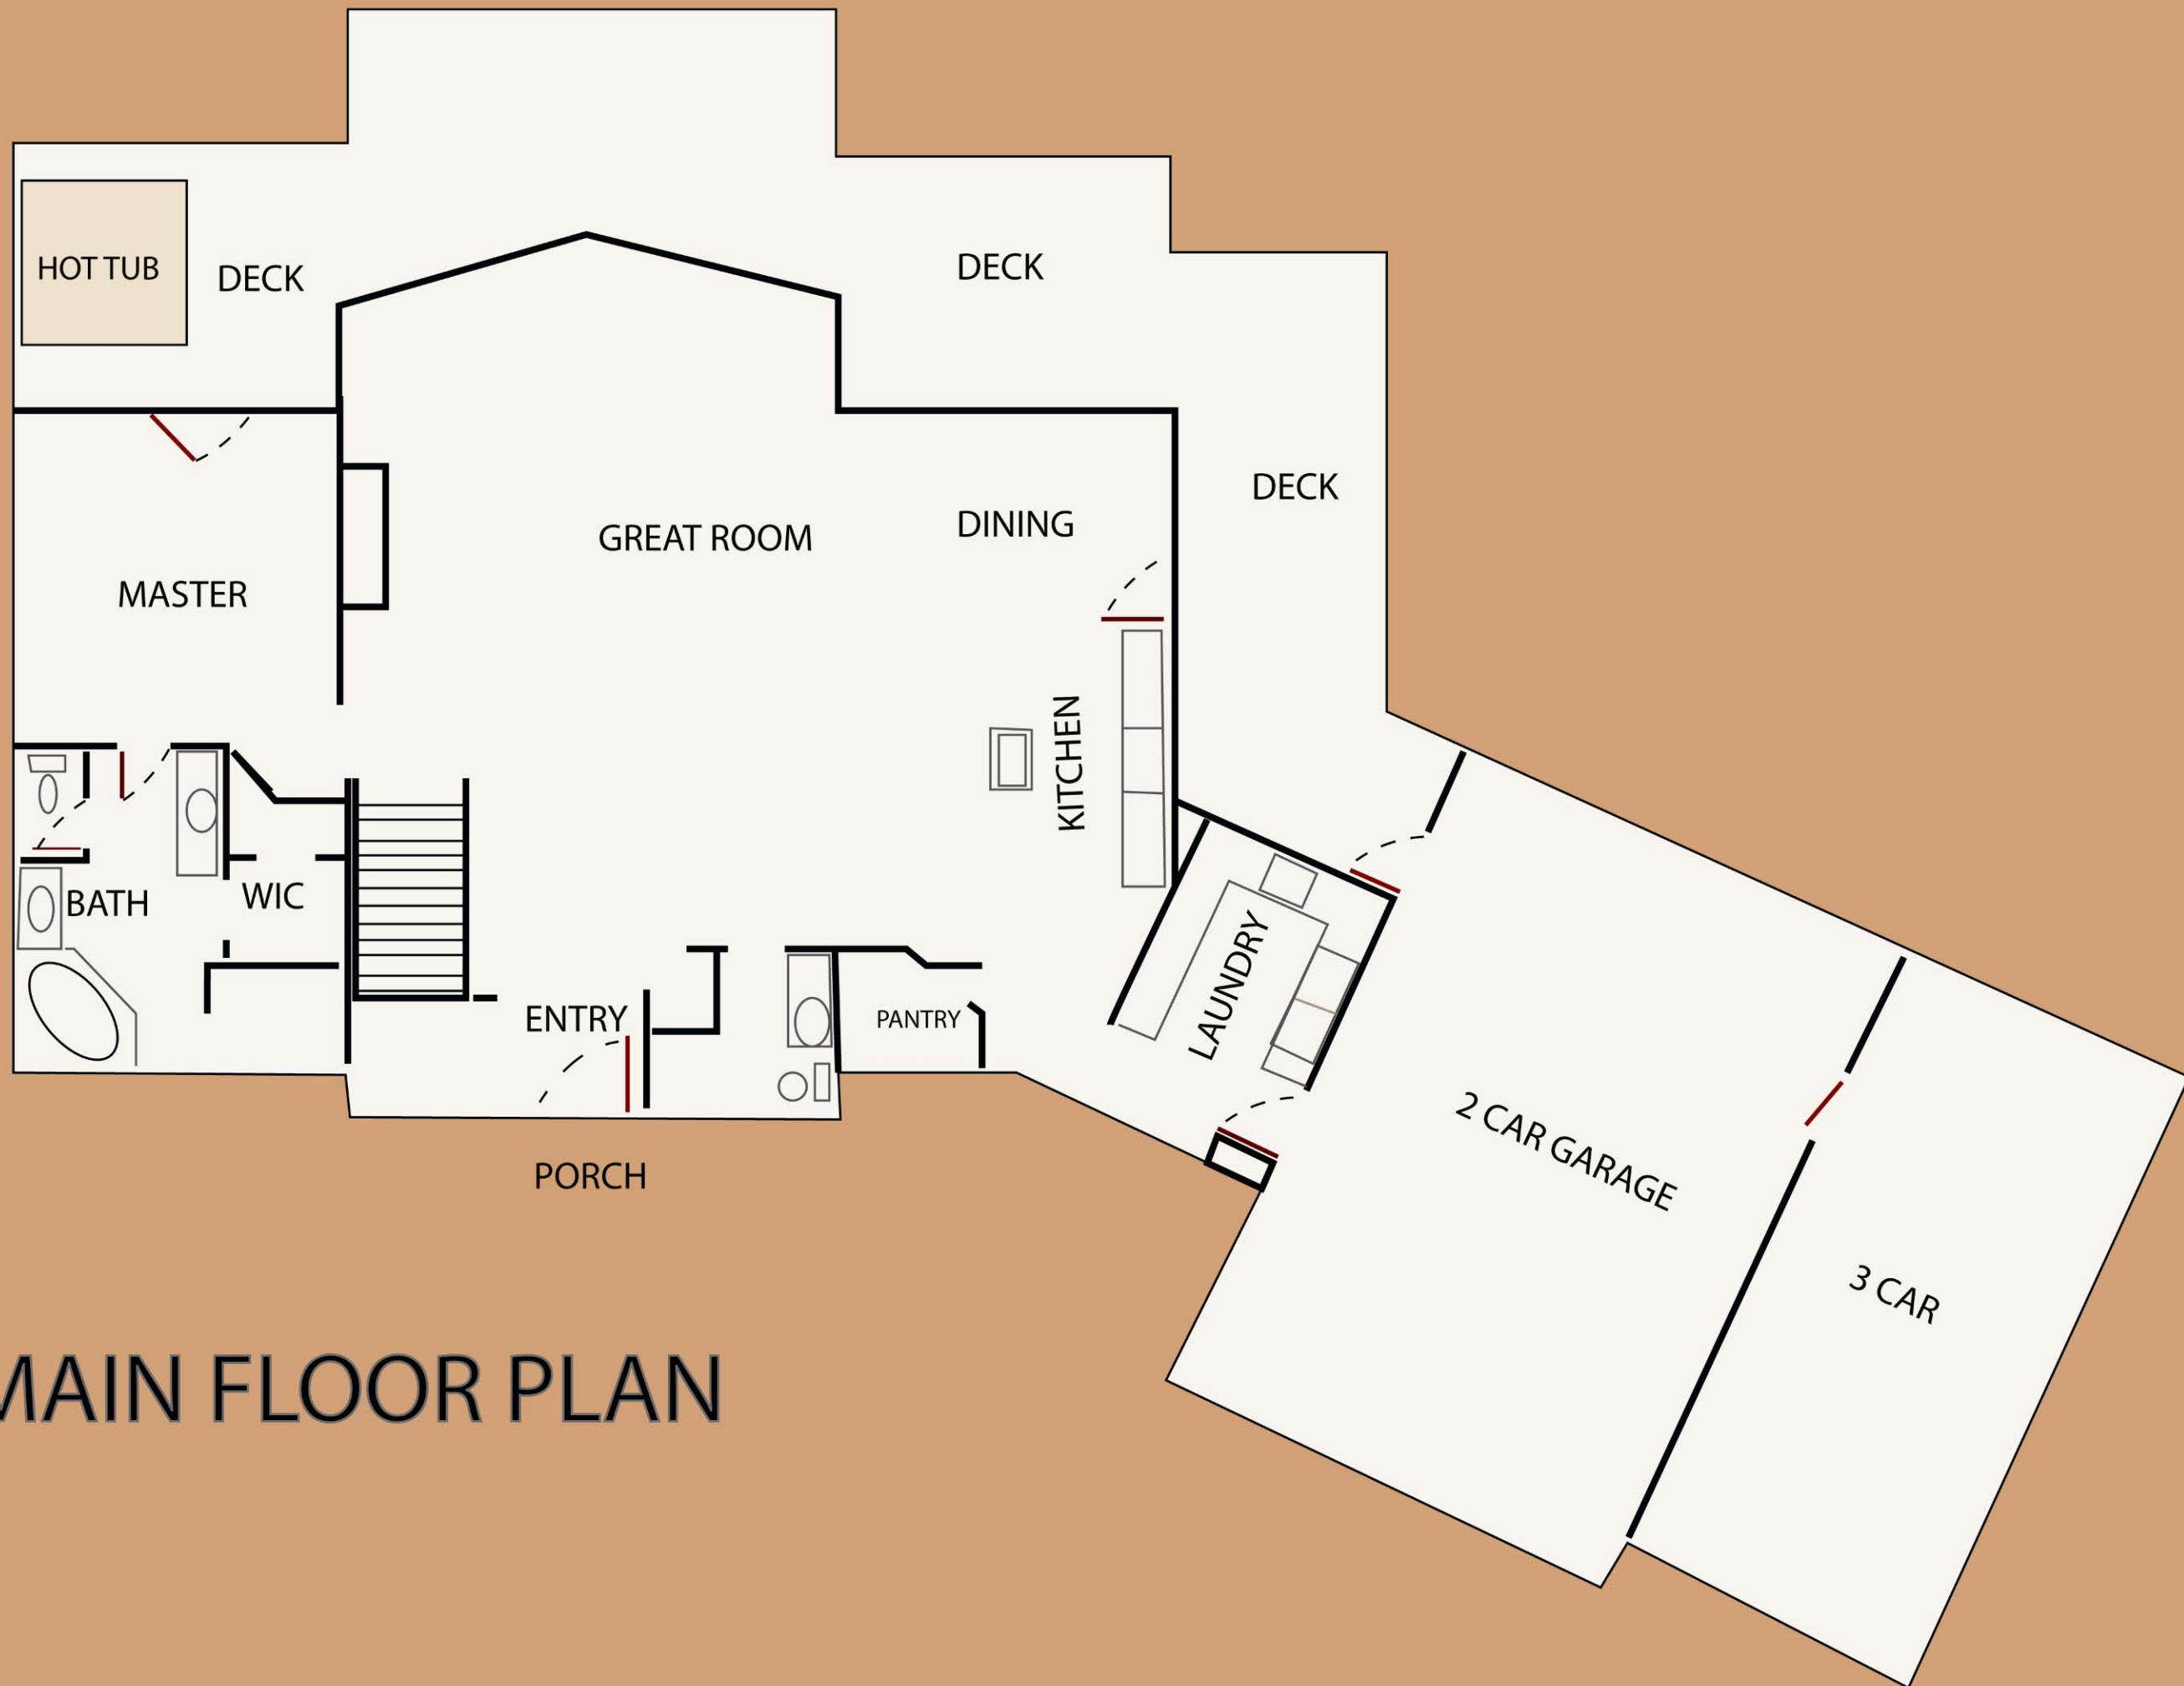 HOT TUB
DECK
DECK
DECK
GREAT ROOM
DINING
MASTER
KITCHEN
BATH
WIC
LAUNDRY
ENTRY
PANTRY
2 CAR GARAGE
PORCH
3 CAR
MAIN FLOOR PLAN